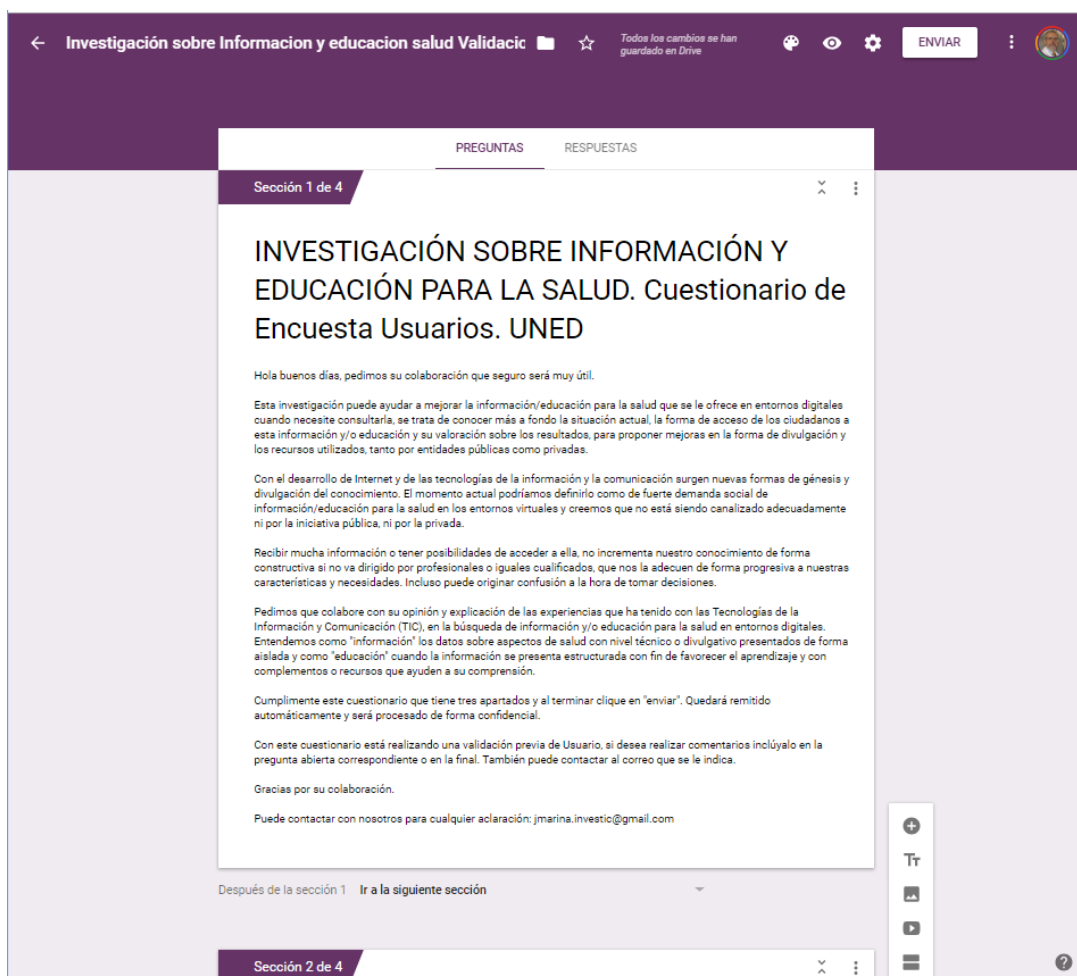 Investigación sobre Informacion y educacion salud Validacic
Todos los cambios se han
guardado en Drive
ENVIAR
PREGUNTAS RESPUESTAS
Sección 1 de 4
INVESTIGACIÓN SOBRE INFORMACIÓN Y
EDUCACIÓN PARA LA SALUD. Cuestionario de
Encuesta Usuarios. UNED
Hola buenos días, pedimos su colaboración que seguro será muy útil.
Esta investigación puede ayudar a mejorar la información/educación para la salud que se le ofrece en entornos digitales
cuando necesite consultarla, se trata de conocer más a fondo la situación actual, la forma de acceso de los ciudadanos a
esta información y/o educación y su valoración sobre los resultados, para proponer mejoras en la forma de divulgación y
los recursos utilizados, tanto por entidades públicas como privadas.
Con el desarrollo de Internet y de las tecnologías de la información y la comunicación surgen nuevas formas de génesis y
divulgación del conocimiento. El momento actual podríamos definirlo como de fuerte demanda social de
información/educación para la salud en los entornos virtuales y creemos que no está siendo canalizado adecuadamente
ni por la iniciativa pública, ni por la privada.
Recibir mucha información o tener posibilidades de acceder a ella, no incrementa nuestro conocimiento de forma
constructiva si no va dirigido por profesionales o iguales cualificados, que nos la adecuen de forma progresiva a nuestras
características y necesidades. Incluso puede originar confusión a la hora de tomar decisiones.
Pedimos que colabore con su opinión y explicación de las experiencias que ha tenido con las Tecnologías de la
Información y Comunicación (TIC), en la búsqueda de información y/o educación para la salud en entornos digitales.
Entendemos como "información" los datos sobre aspectos de salud con nivel técnico o divulgativo presentados de forma
aislada y como "educación" cuando la información se presenta estructurada con fin de favorecer el aprendizaje y con
complementos o recursos que ayuden a su comprensión.
Cumplimente este cuestionario que tiene tres apartados y al terminar clique en "enviar". Quedará remitido
automáticamente y será procesado de forma confidencial.
Con este cuestionario está realizando una validación previa de Usuario, si desea realizar comentarios inclúyalo en la
pregunta abierta correspondiente o en la final. También puede contactar al correo que se le indica.
Gracias por su colaboración.
Puede contactar con nosotros para cualquier aclaración: jmarina.investic@gmail.com
Después de la sección 1 Ir a la siguiente sección
Sección 2 de 4